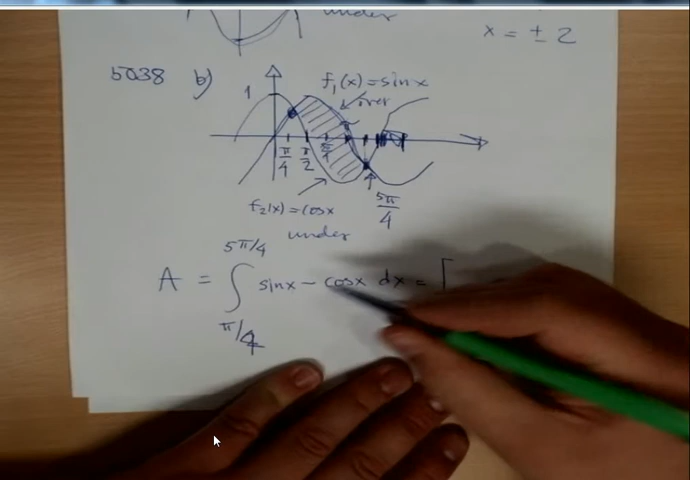 under
x = ± 2
5038 b)
1
f₁(x) = sin x
över
π/4 π/2
5π/4
f₂(x) = cos x
under
A = ∫ sin x − cos x dx = [
5π/4
π/4